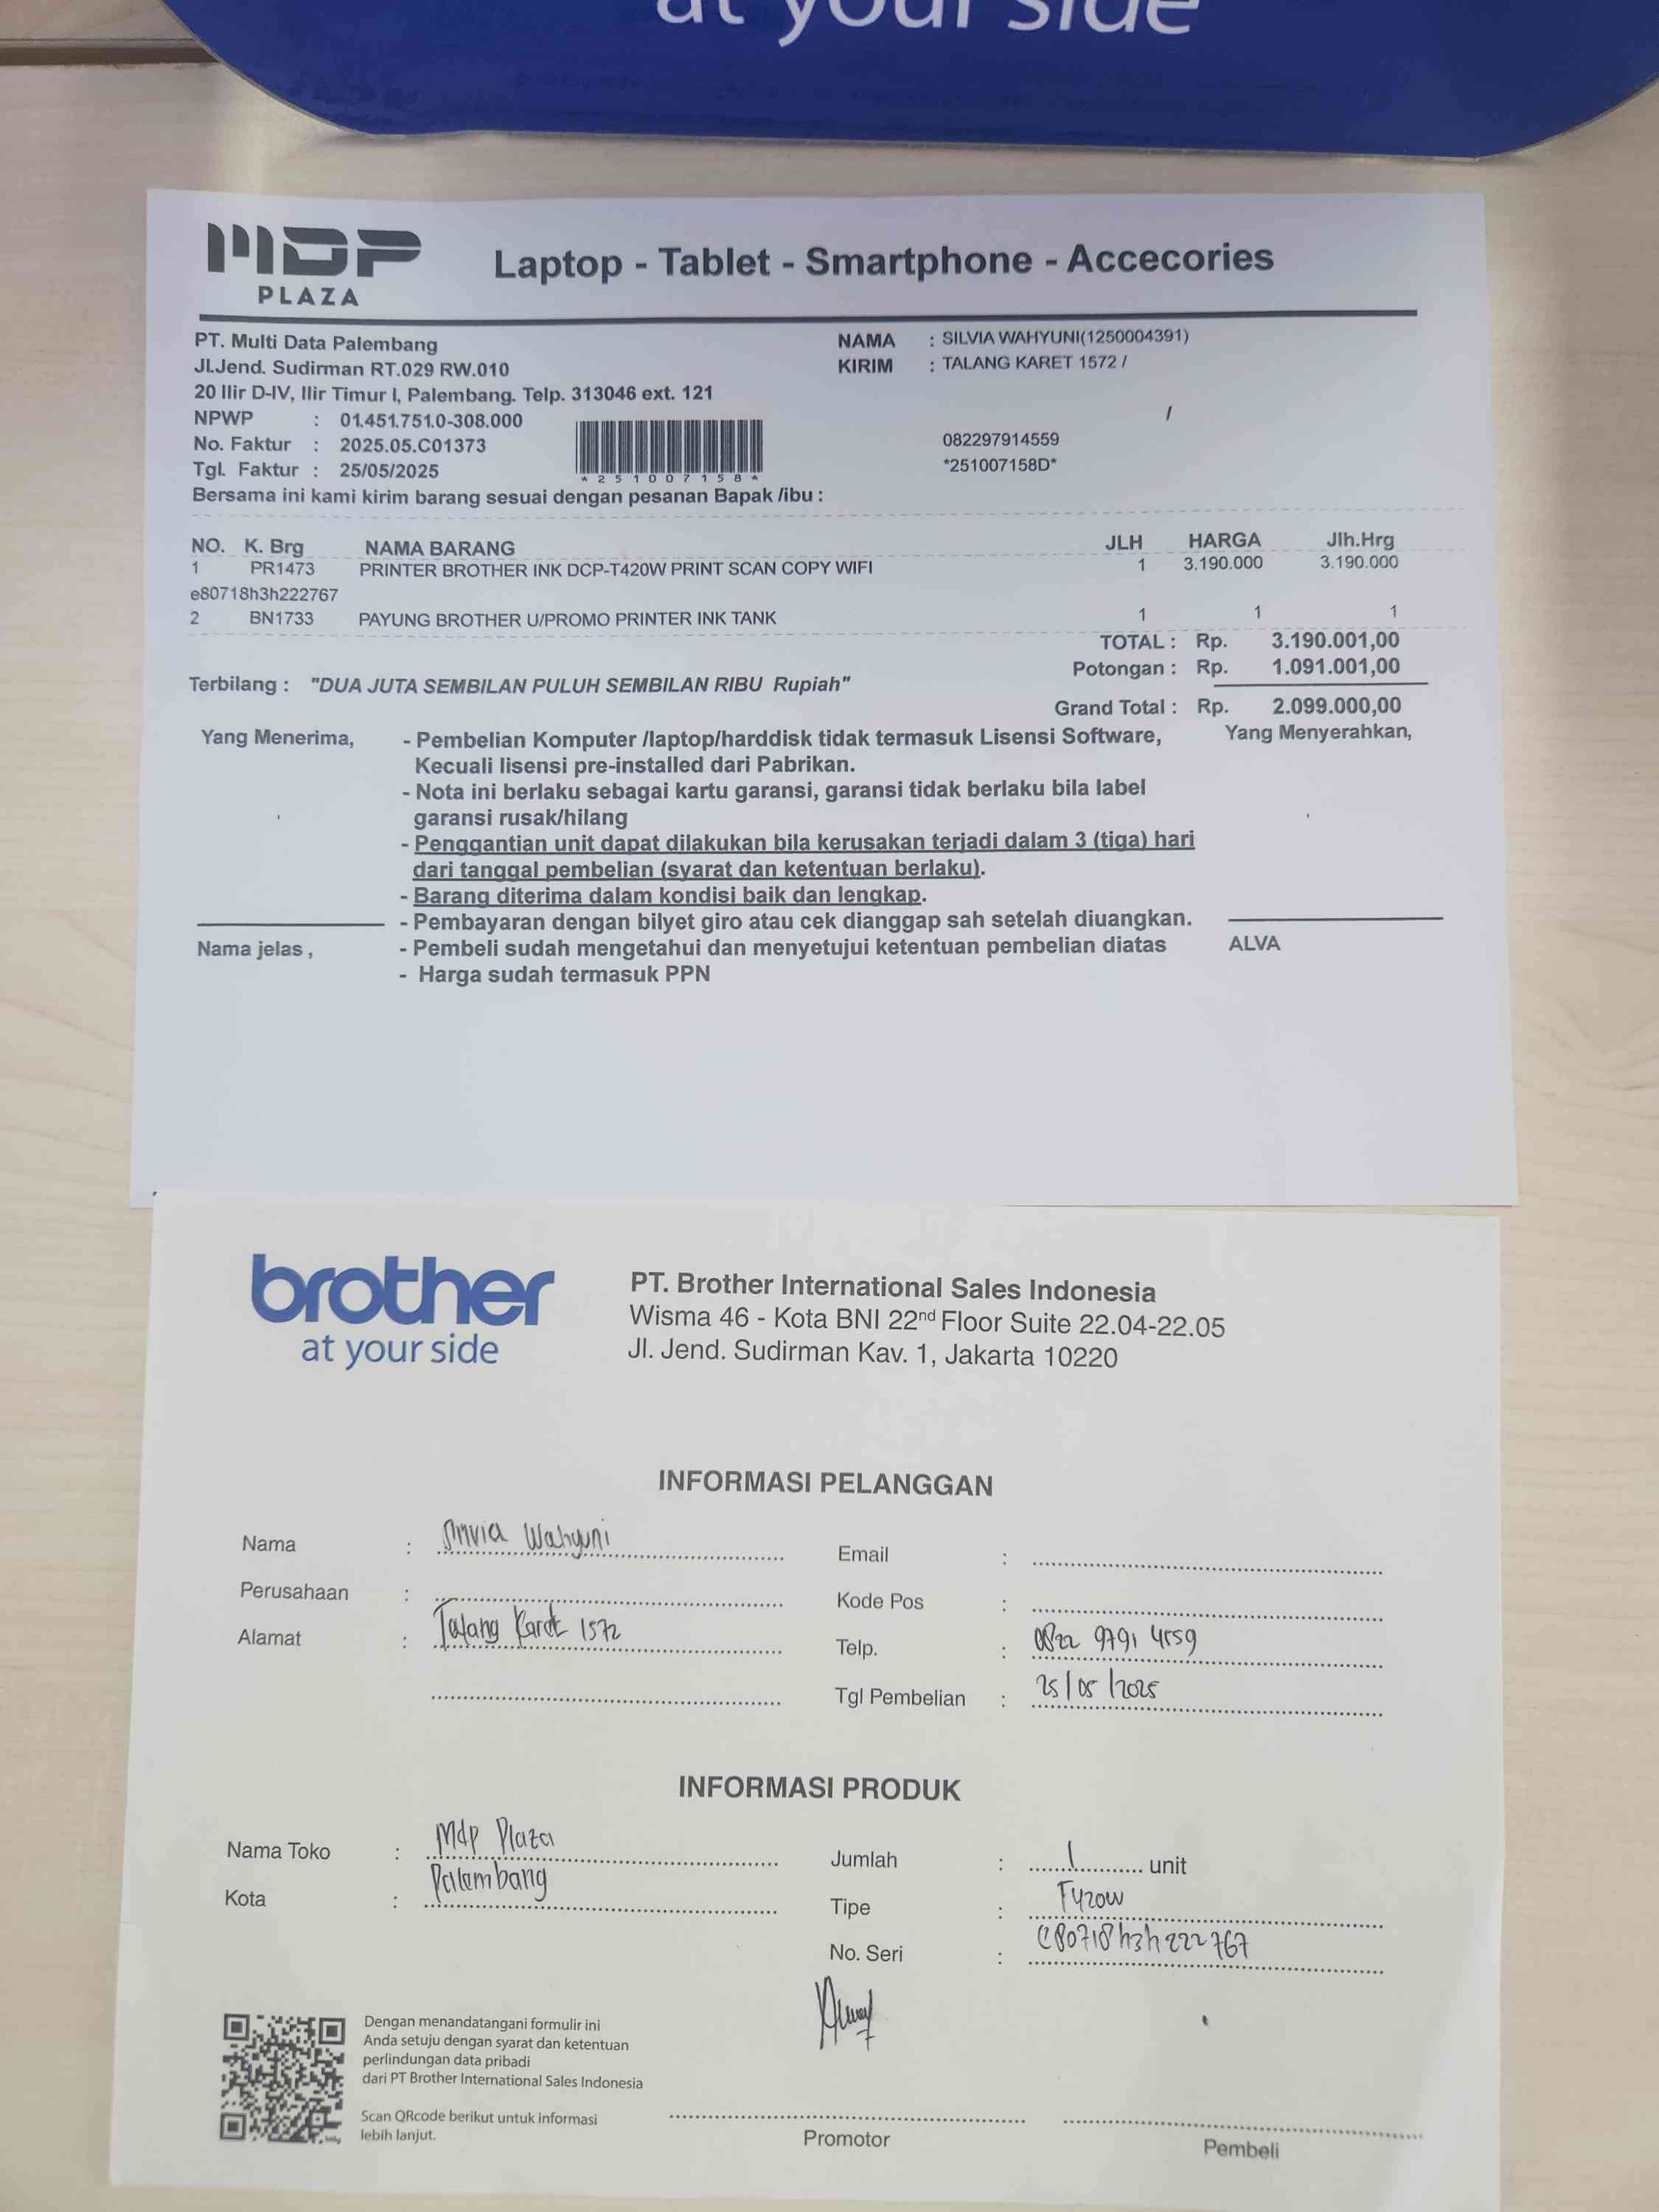 at your side
MDP
PLAZA
Laptop - Tablet - Smartphone - Accecories
PT. Multi Data Palembang
Jl.Jend. Sudirman RT.029 RW.010
20 Ilir D-IV, Ilir Timur I, Palembang. Telp. 313046 ext. 121
NPWP : 01.451.751.0-308.000
No. Faktur : 2025.05.C01373
Tgl. Faktur : 25/05/2025
NAMA : SILVIA WAHYUNI(1250004391)
KIRIM : TALANG KARET 1572 /
/
082297914559
*251007158D*
*251007158*
Bersama ini kami kirim barang sesuai dengan pesanan Bapak /ibu :
NO. K. Brg NAMA BARANG JLH HARGA Jlh.Hrg
1 PR1473 PRINTER BROTHER INK DCP-T420W PRINT SCAN COPY WIFI 1 3.190.000 3.190.000
e80718h3h222767
2 BN1733 PAYUNG BROTHER U/PROMO PRINTER INK TANK 1 1 1
TOTAL : Rp. 3.190.001,00
Potongan : Rp. 1.091.001,00
Terbilang : "DUA JUTA SEMBILAN PULUH SEMBILAN RIBU Rupiah"
Grand Total : Rp. 2.099.000,00
Yang Menerima,
- Pembelian Komputer /laptop/harddisk tidak termasuk Lisensi Software,
Kecuali lisensi pre-installed dari Pabrikan.
- Nota ini berlaku sebagai kartu garansi, garansi tidak berlaku bila label
garansi rusak/hilang
- Penggantian unit dapat dilakukan bila kerusakan terjadi dalam 3 (tiga) hari
dari tanggal pembelian (syarat dan ketentuan berlaku).
- Barang diterima dalam kondisi baik dan lengkap.
- Pembayaran dengan bilyet giro atau cek dianggap sah setelah diuangkan.
- Pembeli sudah mengetahui dan menyetujui ketentuan pembelian diatas
- Harga sudah termasuk PPN
Yang Menyerahkan,
Nama jelas ,
ALVA
brother
at your side
PT. Brother International Sales Indonesia
Wisma 46 - Kota BNI 22nd Floor Suite 22.04-22.05
Jl. Jend. Sudirman Kav. 1, Jakarta 10220
INFORMASI PELANGGAN
Nama : Silvia Wahyuni
Perusahaan :
Alamat : Talang Karet 1572
Email :
Kode Pos :
Telp. : 0822 9791 4559
Tgl Pembelian : 25/05/2025
INFORMASI PRODUK
Nama Toko : Mdp Plaza
Kota : Palembang
Jumlah : 1 unit
Tipe : T420W
No. Seri : e80718h3h222767
Dengan menandatangani formulir ini
Anda setuju dengan syarat dan ketentuan
perlindungan data pribadi
dari PT Brother International Sales Indonesia
Scan QRcode berikut untuk informasi
lebih lanjut.
Promotor
Pembeli